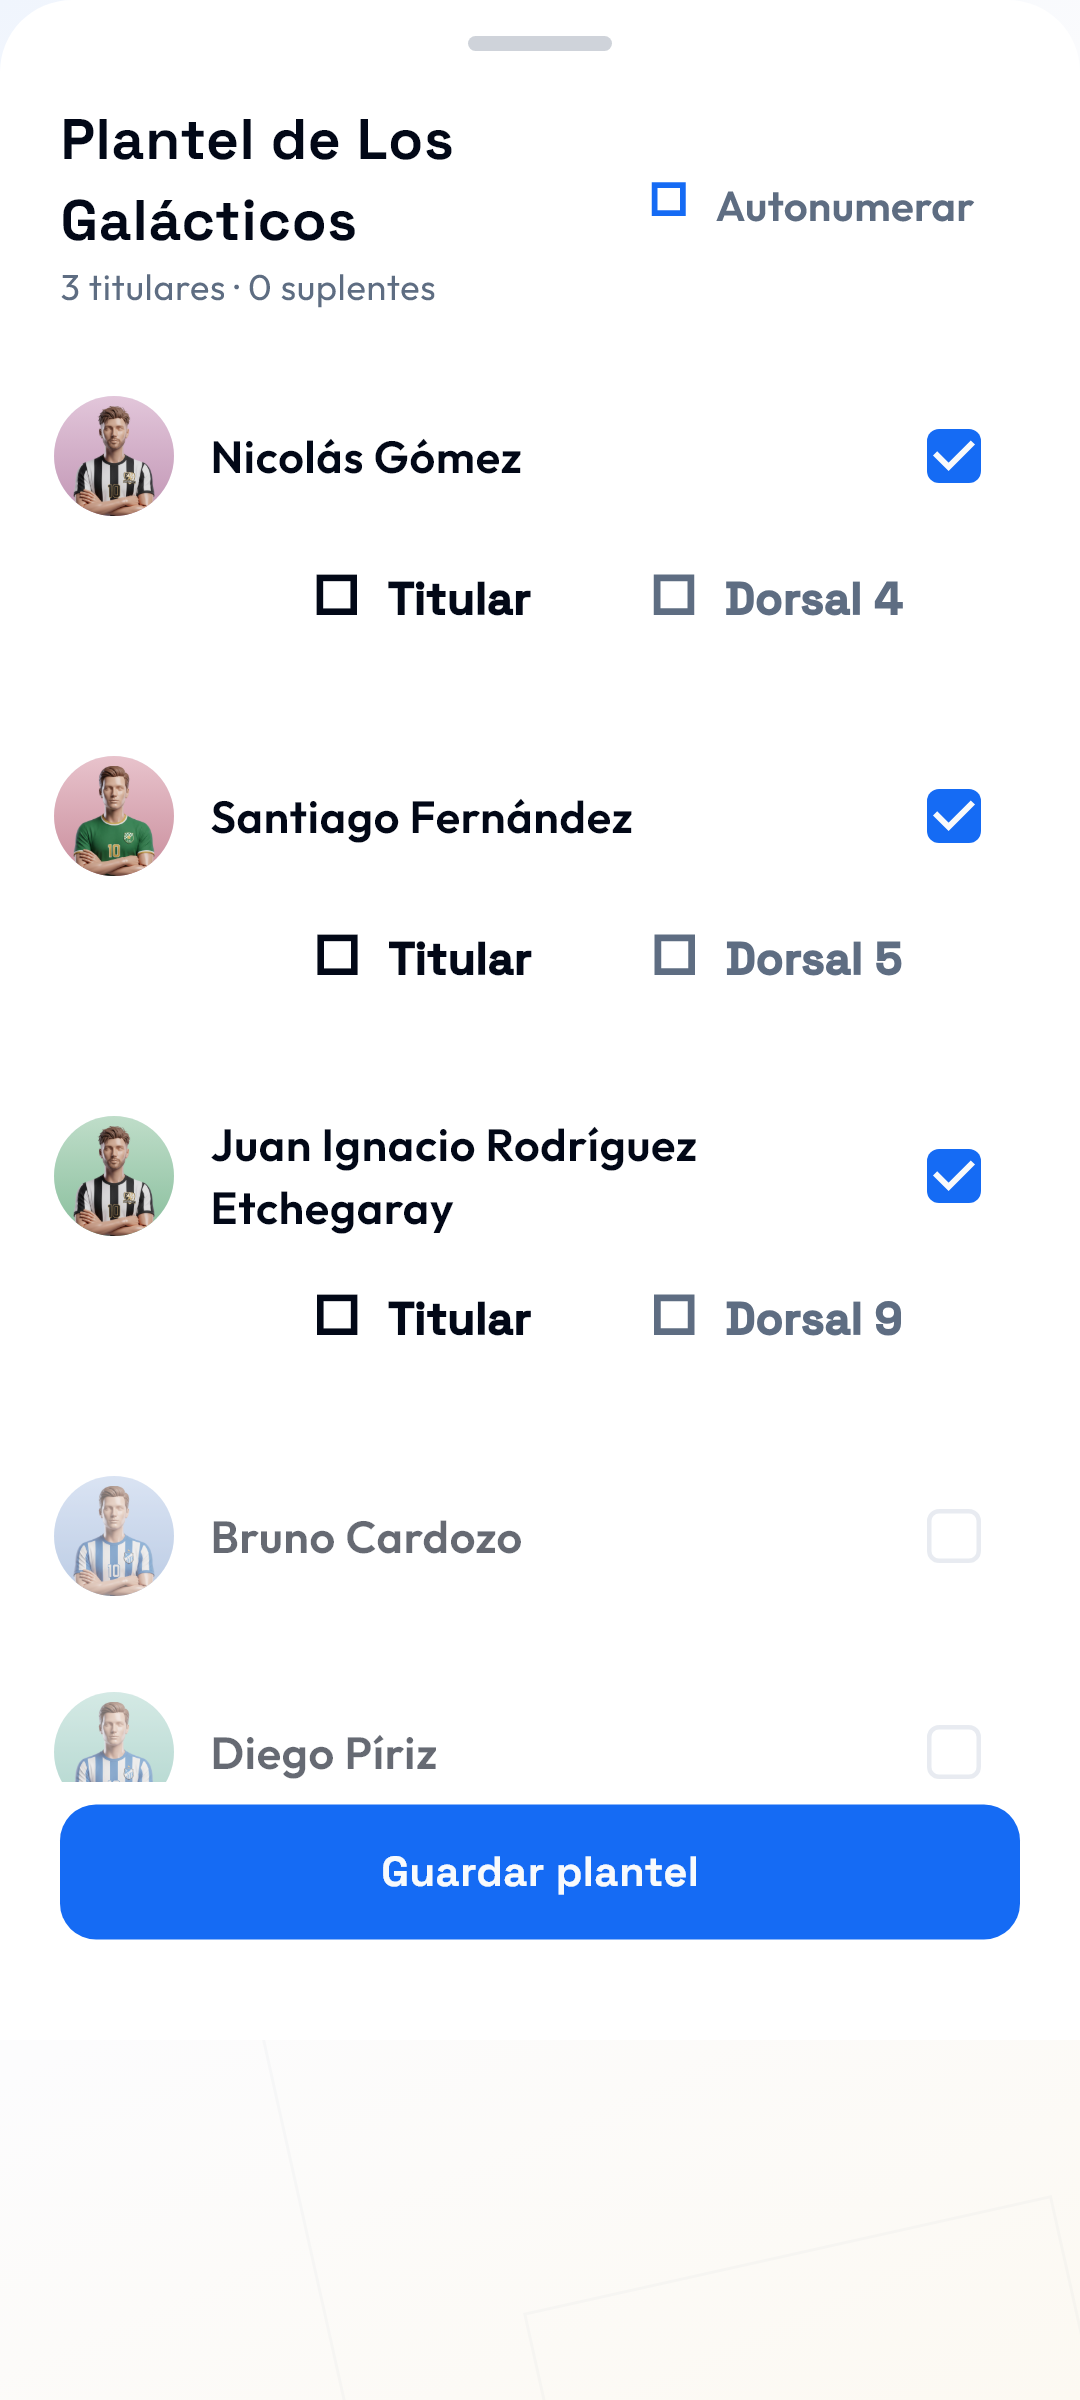 Plantel de Los
Galácticos
Autonumerar
3 titulares · 0 suplentes
Nicolás Gómez
Titular
Dorsal 4
Santiago Fernández
Titular
Dorsal 5
Juan Ignacio Rodríguez
Etchegaray
Titular
Dorsal 9
Bruno Cardozo
Diego Píriz
Guardar plantel